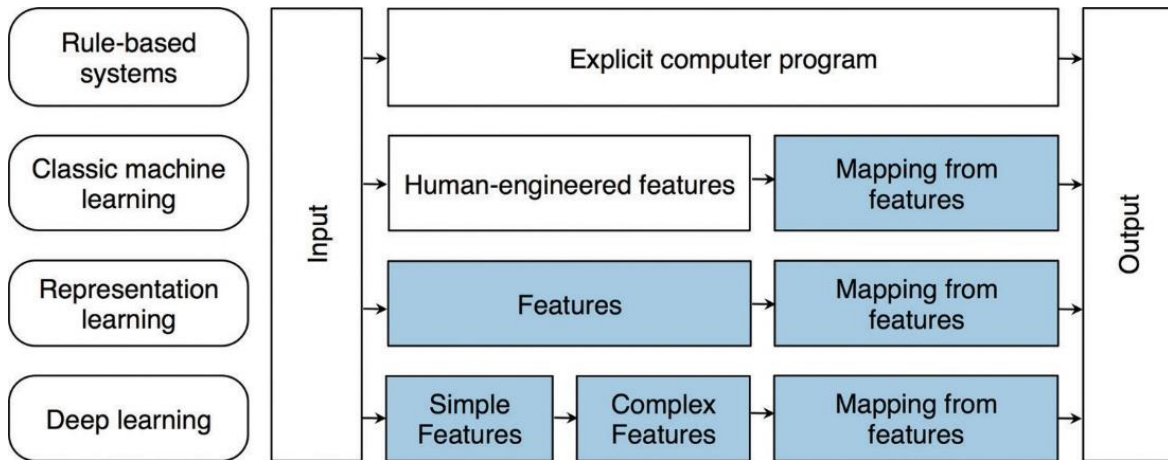 Rule-based
systems
Explicit computer program
Classic machine
learning
Human-engineered features
Mapping from
features
Input
Output
Representation
learning
Features
Mapping from
features
Deep learning
Simple
Features
Complex
Features
Mapping from
features